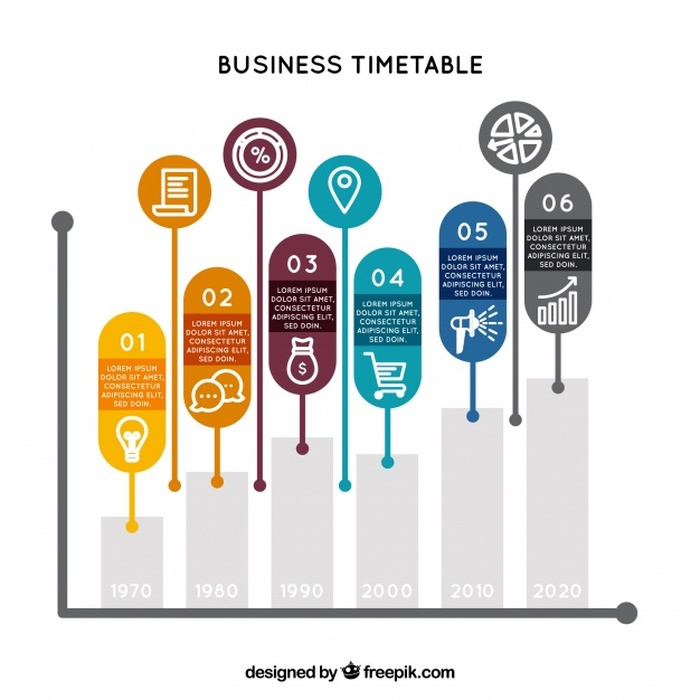 BUSINESS TIMETABLE
%
01
LOREM IPSUM
DOLOR SIT AMET,
CONSECTETUR
ADIPISCING ELIT,
SED DOIN.
02
LOREM IPSUM
DOLOR SIT AMET,
CONSECTETUR
ADIPISCING ELIT,
SED DOIN.
03
LOREM IPSUM
DOLOR SIT AMET,
CONSECTETUR
ADIPISCING ELIT,
SED DOIN.
$
04
LOREM IPSUM
DOLOR SIT AMET,
CONSECTETUR
ADIPISCING ELIT,
SED DOIN.
05
LOREM IPSUM
DOLOR SIT AMET,
CONSECTETUR
ADIPISCING ELIT,
SED DOIN.
06
LOREM IPSUM
DOLOR SIT AMET,
CONSECTETUR
ADIPISCING ELIT,
SED DOIN.
1970
1980
1990
2000
2010
2020
designed by freepik.com